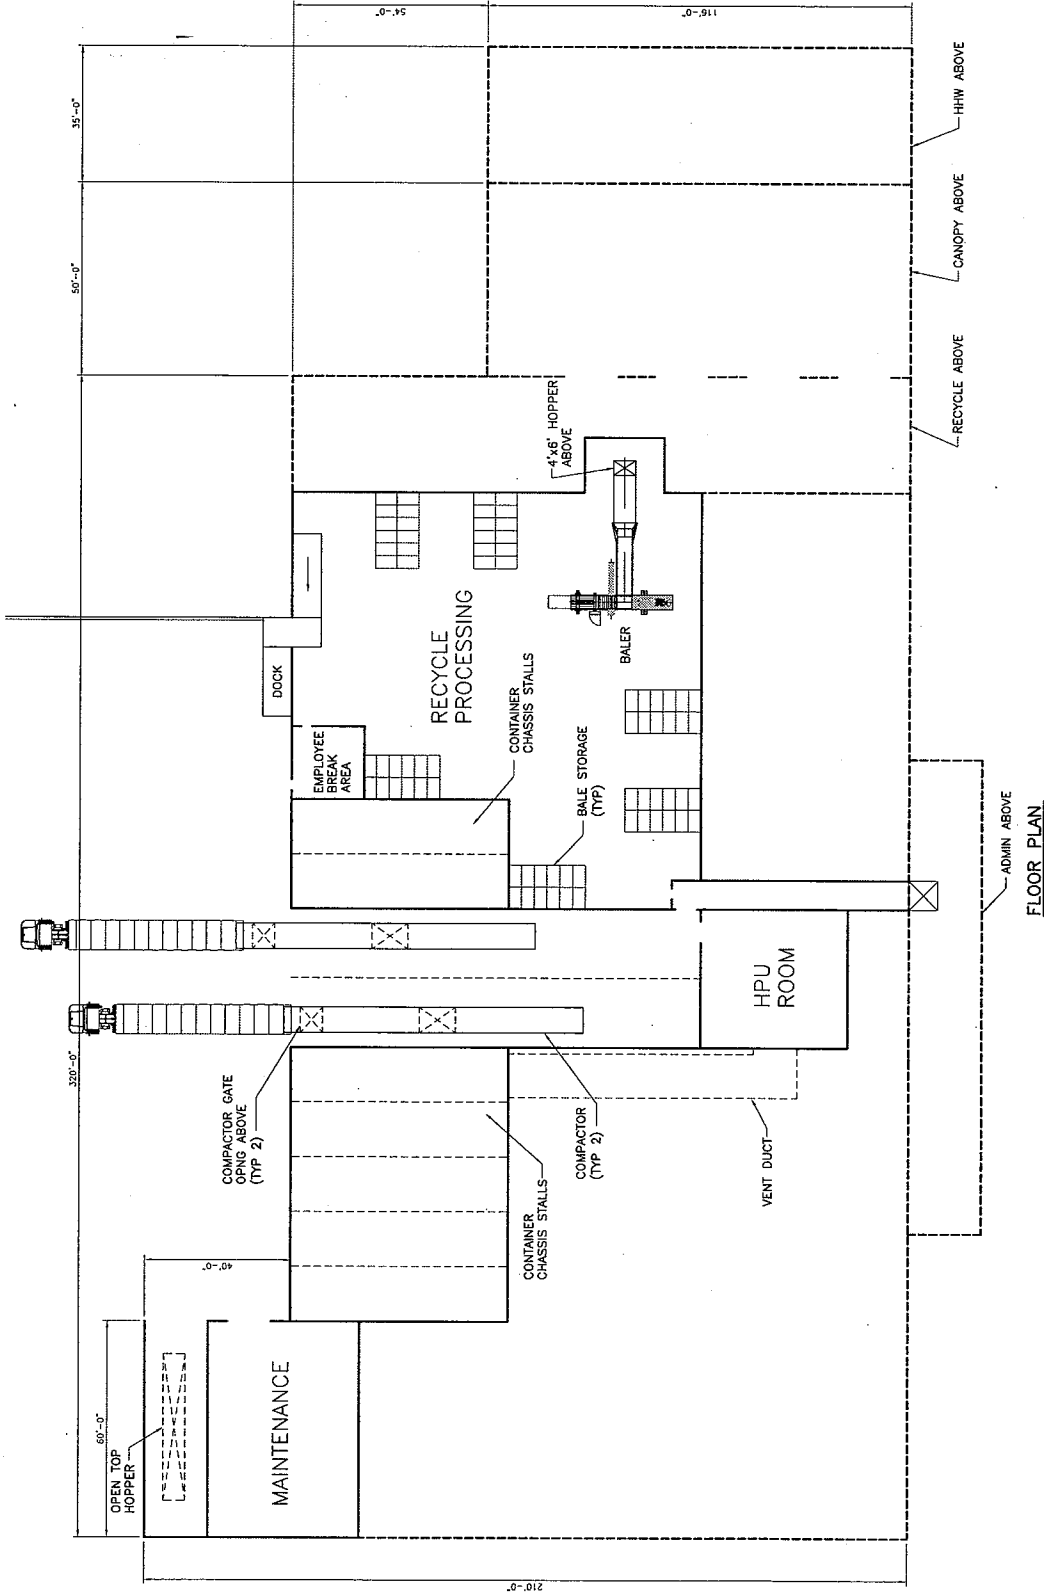 54'-0"
116'-0"
35'-0"
50'-0"
320'-0"
HHW ABOVE
CANOPY ABOVE
RECYCLE ABOVE
4'x6' HOPPER
ABOVE
DOCK
RECYCLE
PROCESSING
BALER
EMPLOYEE
BREAK
AREA
CONTAINER
CHASSIS STALLS
BALE STORAGE
(TYP)
HPU
ROOM
ADMIN ABOVE
COMPACTOR GATE
OPNG ABOVE
(TYP 2)
COMPACTOR
(TYP 2)
VENT DUCT
CONTAINER
CHASSIS STALLS
40'-0"
60'-0"
OPEN TOP
HOPPER
MAINTENANCE
210'-0"
FLOOR PLAN